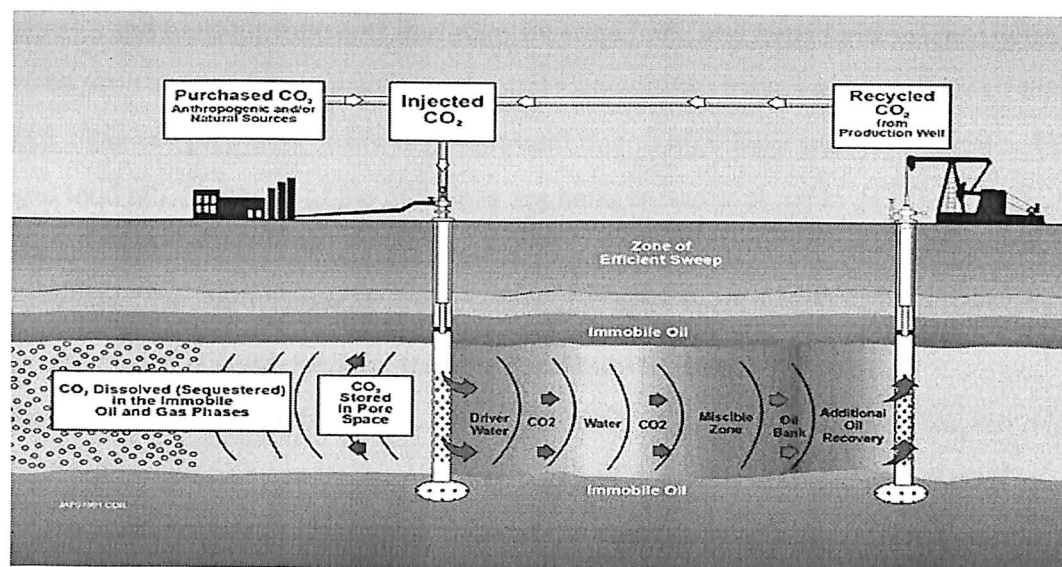 Purchased CO₂
Anthropogenic and/or
Natural Sources
Injected
CO₂
Recycled
CO₂
from
Production Well
Zone of
Efficient Sweep
Immobile Oil
CO₂ Dissolved (Sequestered)
in the Immobile
Oil and Gas Phases
CO₂
Stored
in Pore
Space
Driver
Water
CO2
Water
CO2
Miscible
Zone
Oil
Bank
Additional
Oil
Recovery
Immobile Oil